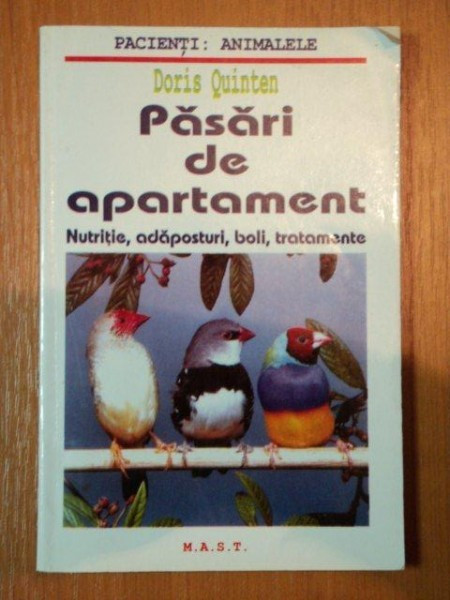 PACIENȚI: ANIMALELE
Doris Quinten
Păsări
de
apartament
Nutriție, adăposturi, boli, tratamente
M.A.S.T.